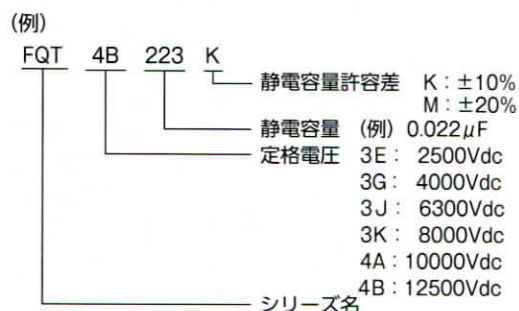 (例)
FQT 4B 223 K
静電容量許容差 K:±10%
M:±20%
静電容量 (例) 0.022μF
定格電圧 3E: 2500Vdc
3G: 4000Vdc
3J: 6300Vdc
3K: 8000Vdc
4A:10000Vdc
4B:12500Vdc
シリーズ名